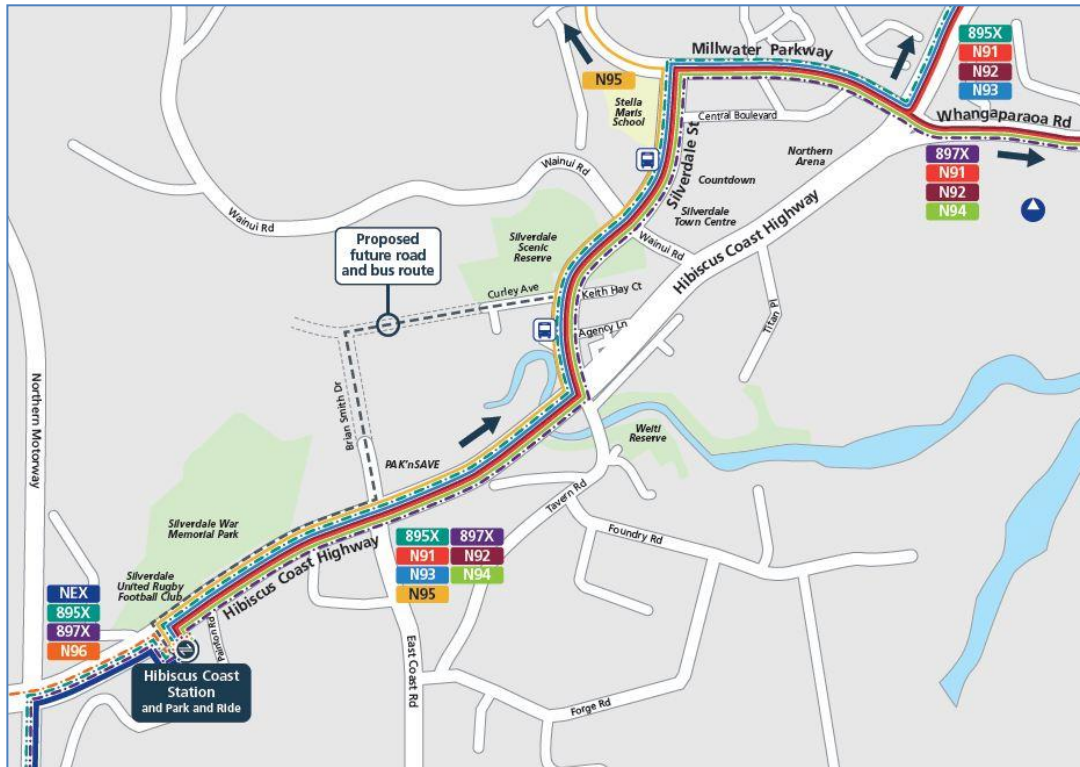 N95
Millwater Parkway
895X
N91
N92
N93
Stella
Maris
School
Central Boulevard
Whangaparaoa Rd
897X
N91
N92
N94
Northern
Arena
Countdown
Silverdale St
Silverdale
Town Centre
Wainui Rd
Wainui Rd
Wainui Rd
Hibiscus Coast Highway
Proposed
future road
and bus route
Silverdale
Scenic
Reserve
Curley Ave
Keith Hay Ct
Agency Ln
Titan Pl
Northern Motorway
Brian Smith Dr
Weiti
Reserve
PAK'nSAVE
Tavern Rd
Silverdale War
Memorial Park
Foundry Rd
Hibiscus Coast Highway
895X 897X
N91 N92
N93 N94
N95
Silverdale
United Rugby
Football Club
NEX
895X
897X
N96
Painton Rd
East Coast Rd
Hibiscus Coast
Station
and Park and Ride
Forge Rd